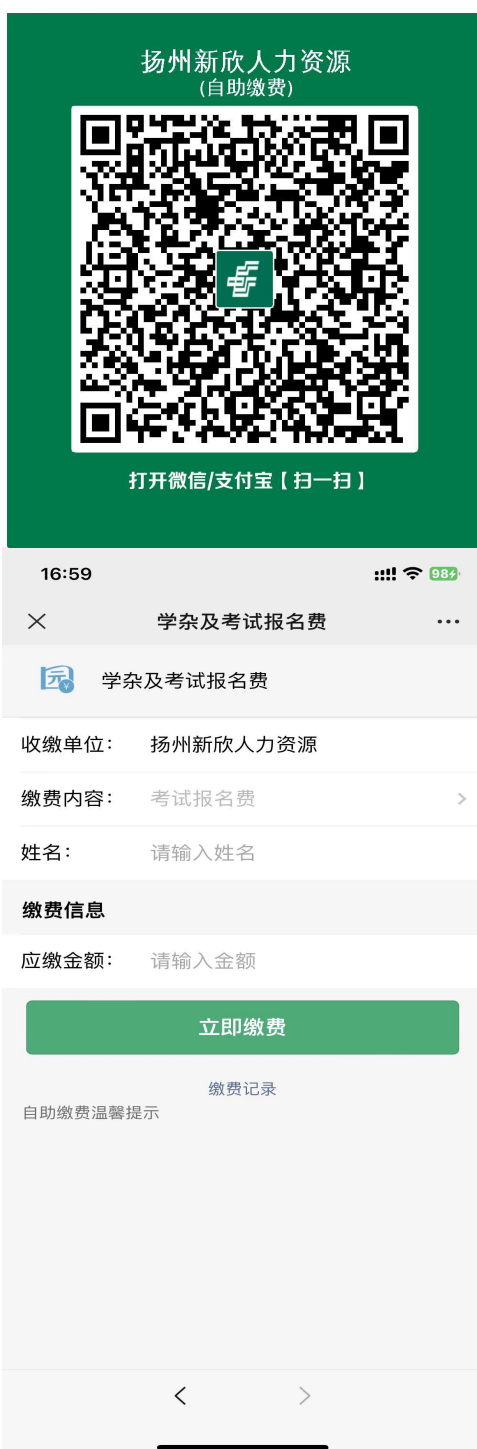 扬州新欣人力资源
(自助缴费)
打开微信/支付宝【扫一扫】
16:59
98
学杂及考试报名费
学杂及考试报名费
收缴单位： 扬州新欣人力资源
缴费内容： 考试报名费
姓名： 请输入姓名
缴费信息
应缴金额： 请输入金额
立即缴费
缴费记录
自助缴费温馨提示